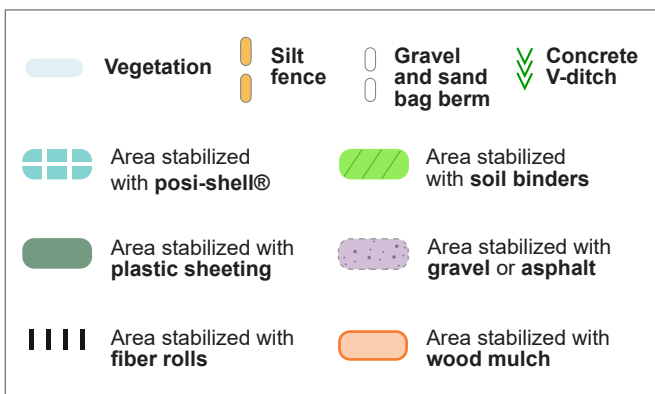 Vegetation
Silt
fence
Gravel
and sand
bag berm
Concrete
V-ditch
Area stabilized
with posi-shell®
Area stabilized
with soil binders
Area stabilized with
plastic sheeting
Area stabilized with
gravel or asphalt
Area stabilized with
fiber rolls
Area stabilized with
wood mulch